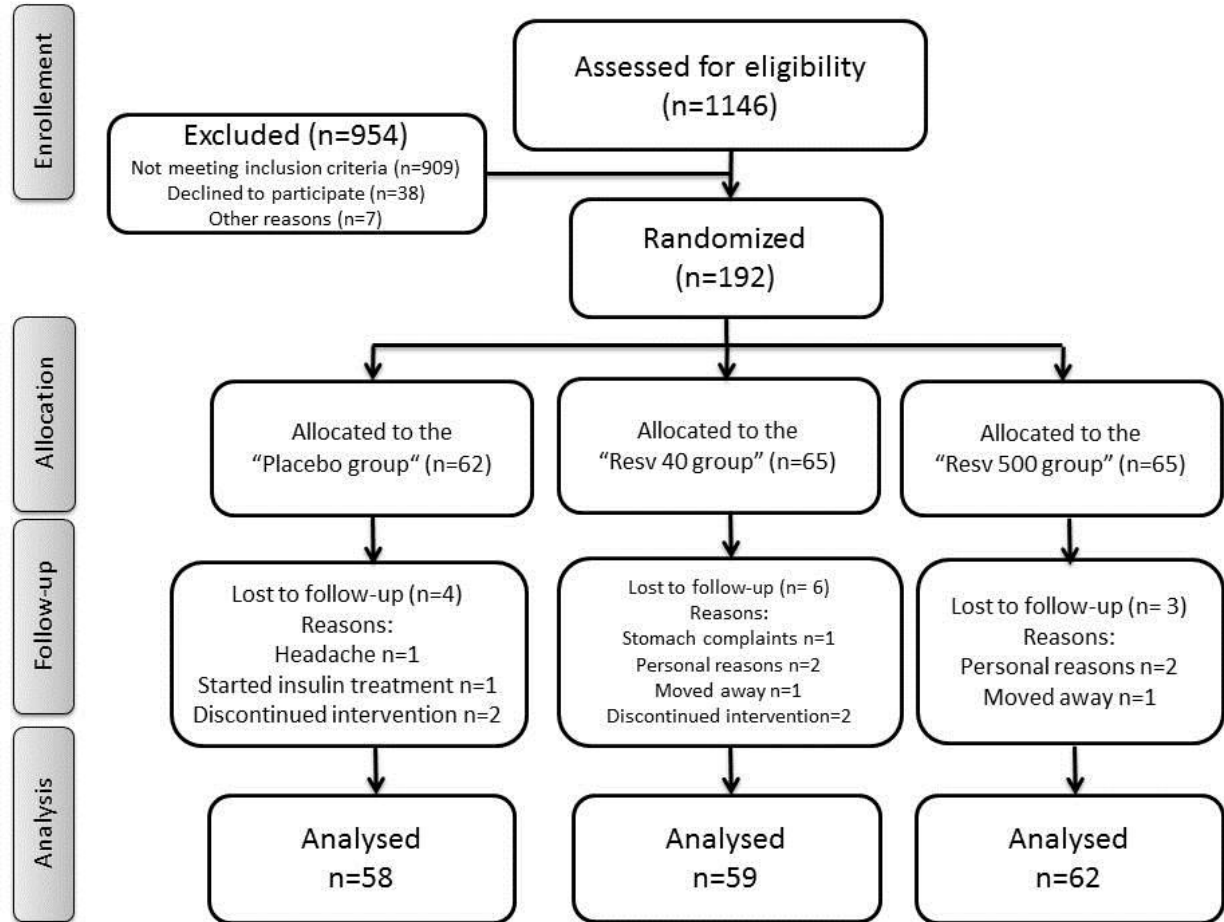 Enrollement
Assessed for eligibility
(n=1146)
Excluded (n=954)
Not meeting inclusion criteria (n=909)
Declined to participate (n=38)
Other reasons (n=7)
Randomized
(n=192)
Allocation
Allocated to the
“Placebo group“ (n=62)
Allocated to the
“Resv 40 group” (n=65)
Allocated to the
“Resv 500 group” (n=65)
Follow-up
Lost to follow-up (n=4)
Reasons:
Headache n=1
Started insulin treatment n=1
Discontinued intervention n=2
Lost to follow-up (n= 6)
Reasons:
Stomach complaints n=1
Personal reasons n=2
Moved away n=1
Discontinued intervention=2
Lost to follow-up (n= 3)
Reasons:
Personal reasons n=2
Moved away n=1
Analysis
Analysed
n=58
Analysed
n=59
Analysed
n=62